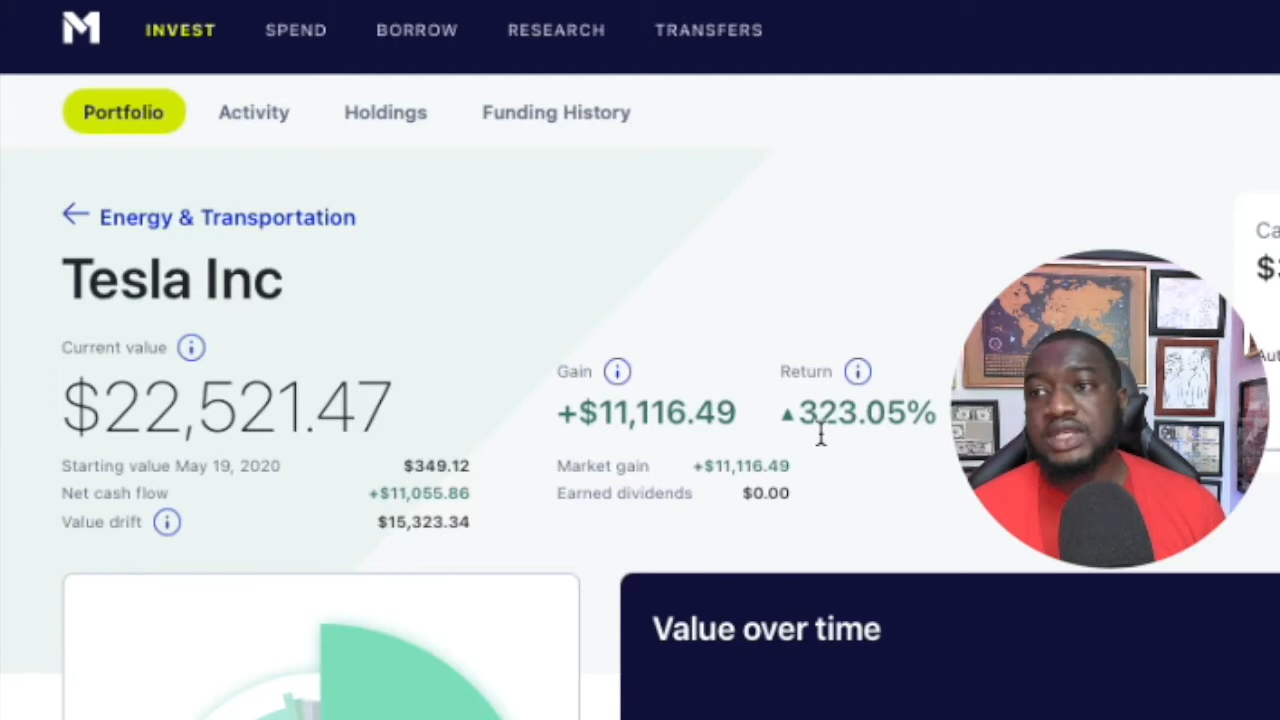 M INVEST SPEND BORROW RESEARCH TRANSFERS
Portfolio Activity Holdings Funding History
← Energy & Transportation
Tesla Inc
Current value i
$22,521.47
Starting value May 19, 2020 $349.12
Net cash flow +$11,055.86
Value drift i $15,323.34
Gain i
+$11,116.49
Market gain +$11,116.49
Earned dividends $0.00
Return i
▲323.05%
Value over time